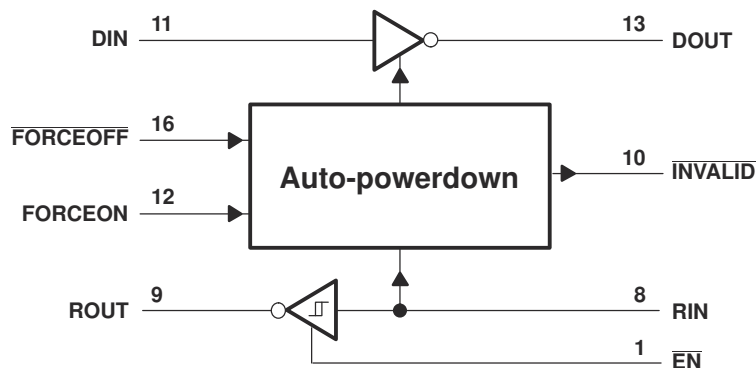 DIN 11 13 DOUT
FORCEOFF 16
Auto-powerdown 10 INVALID
FORCEON 12
ROUT 9 8 RIN
1 EN